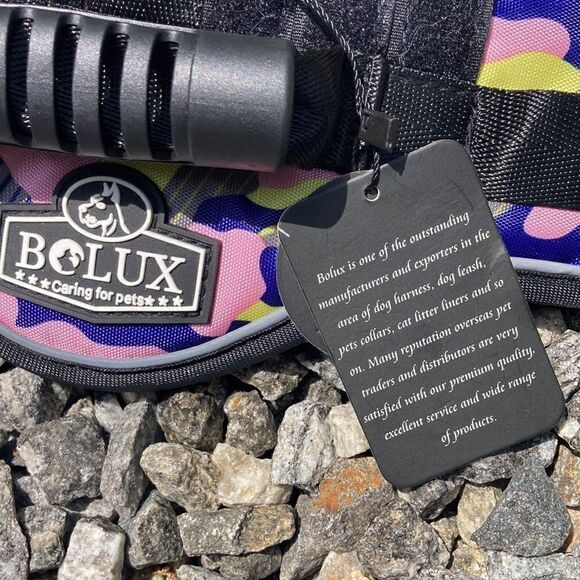 BOLUX
★★★Caring for pets★★★
Bolux is one of the outstanding
manufacturers and exporters in the
area of dog harness, dog leash,
pets collars, cat litter liners and so
on. Many reputation overseas pet
traders and distributors are very
satisfied with our premium quality,
excellent service and wide range
of products.